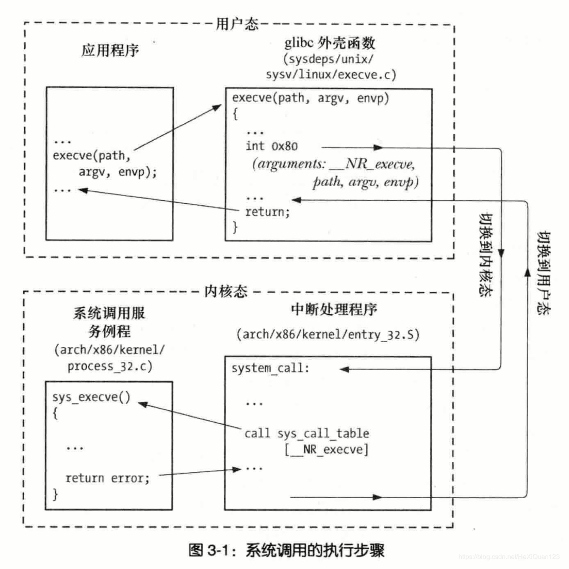 用户态
应用程序
glibc 外壳函数
(sysdeps/unix/
sysv/linux/execve.c)
...
execve(path,
argv, envp);
...
execve(path, argv, envp)
{
...
int 0x80
(arguments: __NR_execve,
path, argv, envp)
...
return;
}
切换到内核态
切换到用户态
内核态
系统调用服
务例程
(arch/x86/kernel/
process_32.c)
中断处理程序
(arch/x86/kernel/entry_32.S)
sys_execve()
{
...
return error;
}
system_call:
...
call sys_call_table
[__NR_execve]
...
图 3-1：系统调用的执行步骤